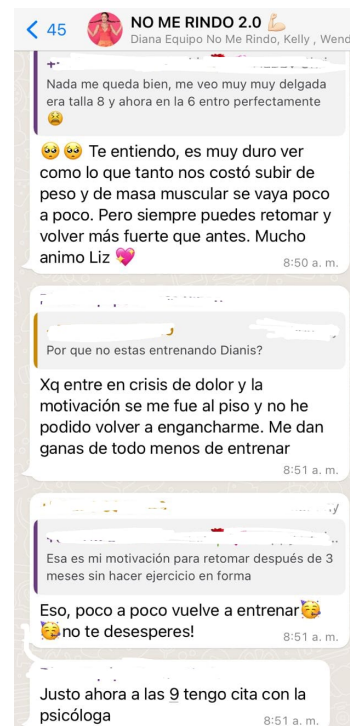 45
NO ME RINDO 2.0 💪🏻
Diana Equipo No Me Rindo, Kelly , Wend
Nada me queda bien, me veo muy muy delgada
era talla 8 y ahora en la 6 entro perfectamente
😫
🥺🥺 Te entiendo, es muy duro ver
como lo que tanto nos costó subir de
peso y de masa muscular se vaya poco
a poco. Pero siempre puedes retomar y
volver más fuerte que antes. Mucho
animo Liz 💖
8:50 a. m.
Por que no estas entrenando Dianis?
Xq entre en crisis de dolor y la
motivación se me fue al piso y no he
podido volver a engancharme. Me dan
ganas de todo menos de entrenar
8:51 a. m.
Esa es mi motivación para retomar después de 3
meses sin hacer ejercicio en forma
Eso, poco a poco vuelve a entrenar🥳
🥳no te desesperes!
8:51 a. m.
Justo ahora a las 9 tengo cita con la
psicóloga
8:51 a. m.